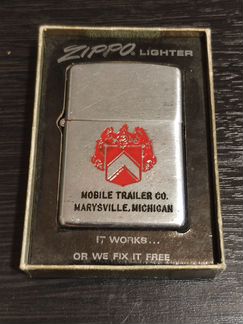 ZIPPO LIGHTER
MOBILE TRAILER CO.
MARYSVILLE, MICHIGAN
IT WORKS...
OR WE FIX IT FREE